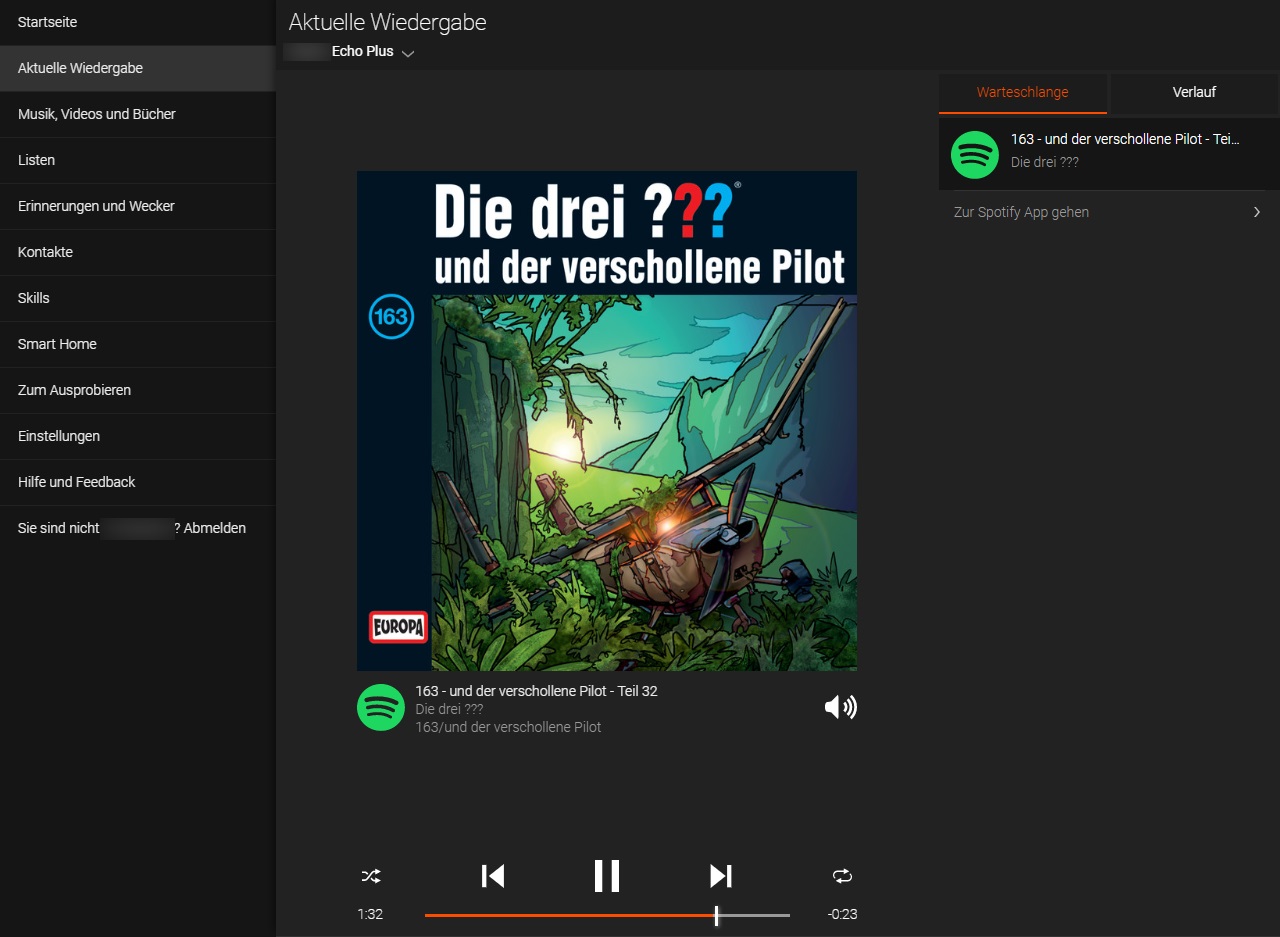 Startseite
Aktuelle Wiedergabe
Musik, Videos und Bücher
Listen
Erinnerungen und Wecker
Kontakte
Skills
Smart Home
Zum Ausprobieren
Einstellungen
Hilfe und Feedback
Sie sind nicht ? Abmelden
Aktuelle Wiedergabe
Echo Plus
Die drei ???®
und der verschollene Pilot
163
EUROPA
163 - und der verschollene Pilot - Teil 32
Die drei ???
163/und der verschollene Pilot
1:32
-0:23
Warteschlange
Verlauf
163 - und der verschollene Pilot - Tei...
Die drei ???
Zur Spotify App gehen